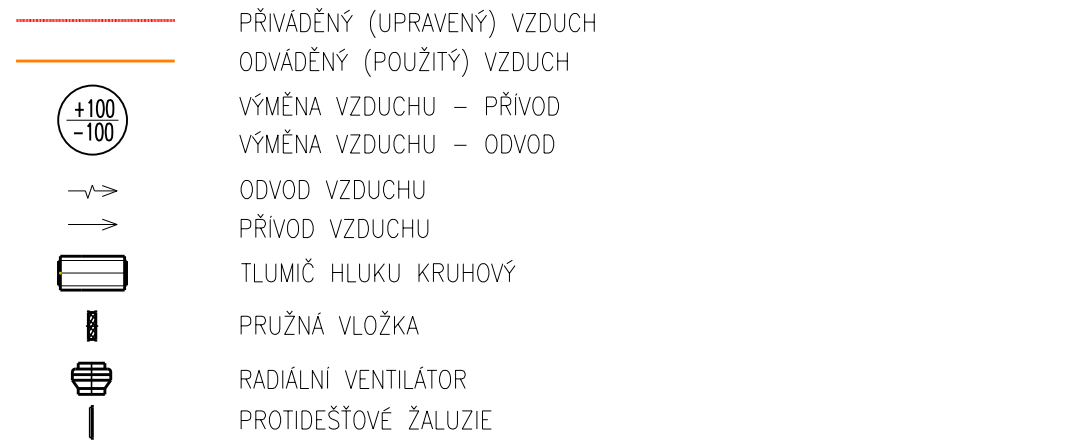 PŘIVÁDĚNÝ (UPRAVENÝ) VZDUCH
ODVÁDĚNÝ (POUŽITÝ) VZDUCH
+100
-100
VÝMĚNA VZDUCHU – PŘÍVOD
VÝMĚNA VZDUCHU – ODVOD
ODVOD VZDUCHU
PŘÍVOD VZDUCHU
TLUMIČ HLUKU KRUHOVÝ
PRUŽNÁ VLOŽKA
RADIÁLNÍ VENTILÁTOR
PROTIDEŠŤOVÉ ŽALUZIE